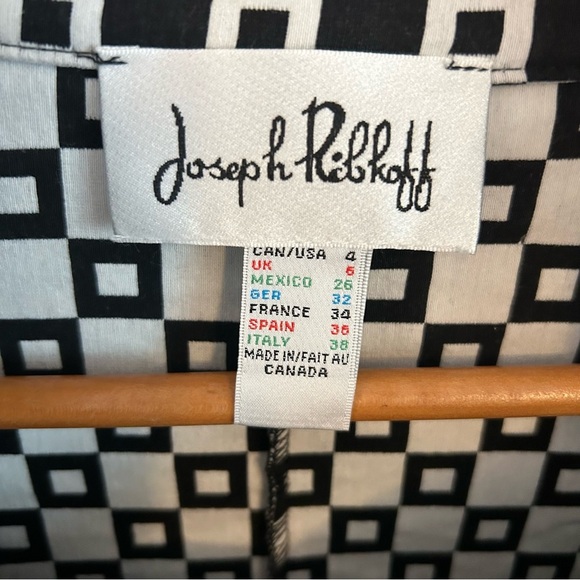 Joseph Ribkoff
CAN/USA 4
UK 6
MEXICO 26
GER 32
FRANCE 34
SPAIN 36
ITALY 38
MADE IN/FAIT AU
CANADA